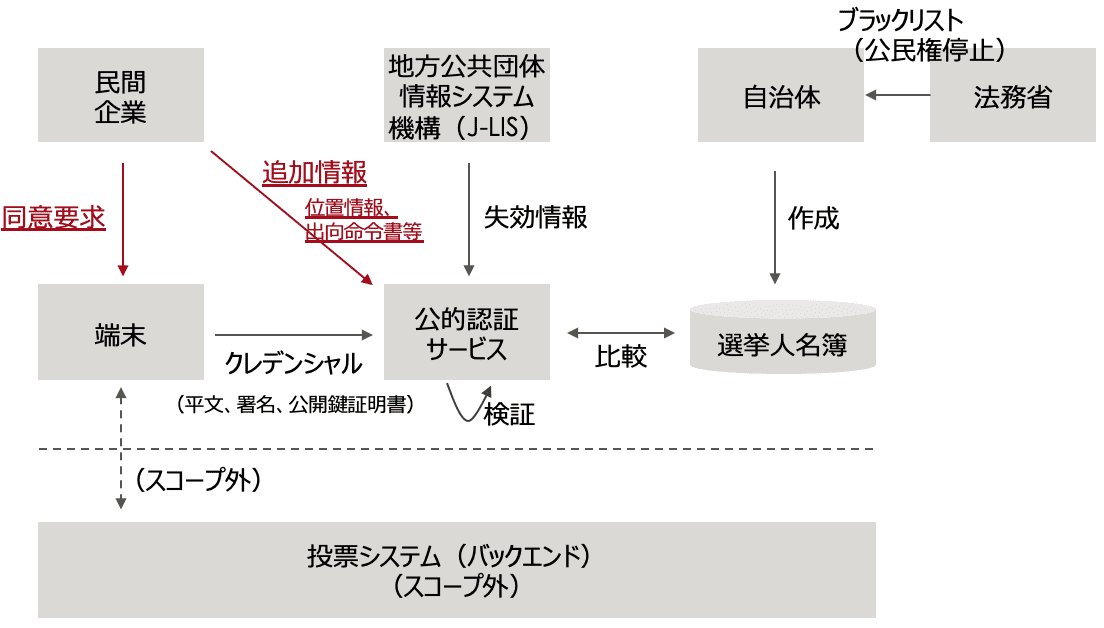 ブラックリスト
（公民権停止）
民間
企業
地方公共団体
情報システム
機構（J-LIS）
自治体
法務省
追加情報
位置情報、
出向命令書等
同意要求
失効情報
作成
端末
公的認証
サービス
選挙人名簿
クレデンシャル
（平文、署名、公開鍵証明書）
比較
検証
（スコープ外）
投票システム（バックエンド）
（スコープ外）